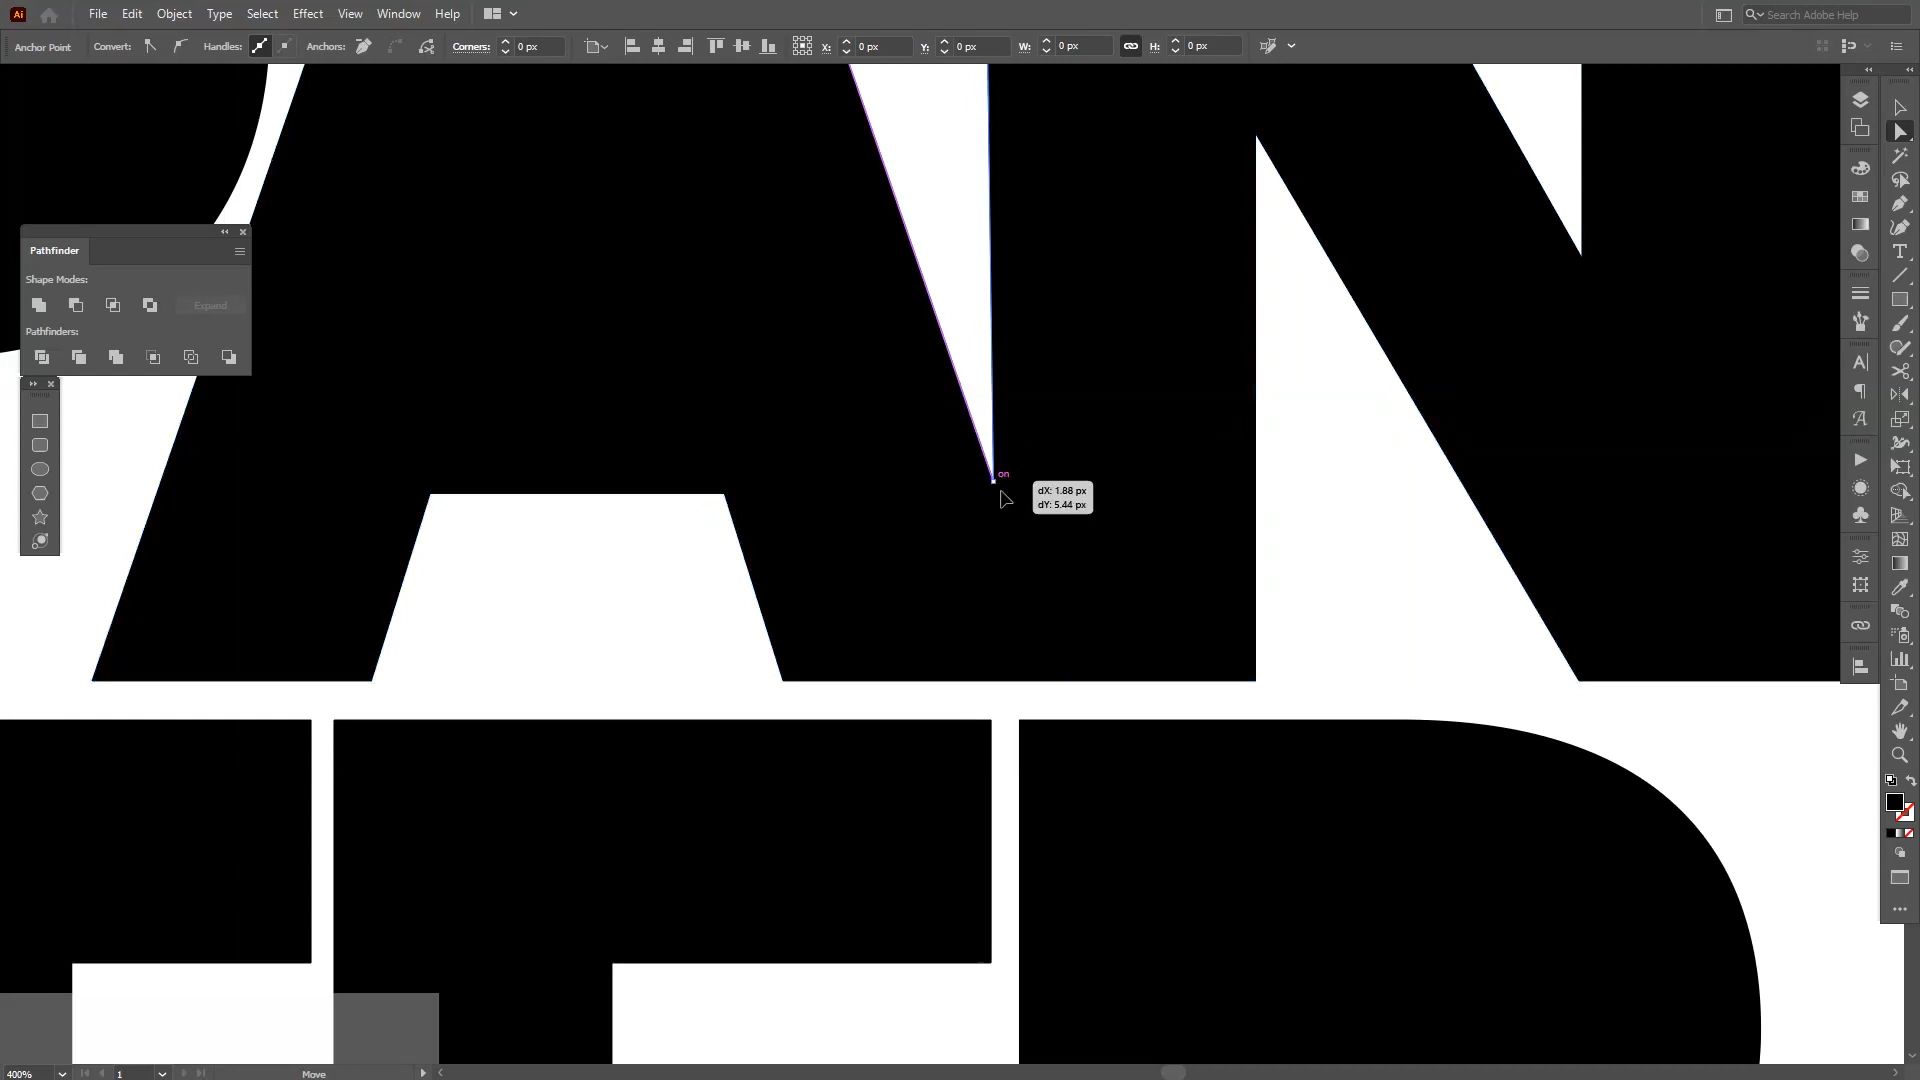 Ai File Edit Object Type Select Effect View Window Help Search Adobe Help
Anchor Point Convert: Handles: Anchors: Corners: 0 px X: 0 px Y: 0 px W: 0 px H: 0 px
AN
Pathfinder
Shape Modes:
Expand
Pathfinders:
on
dX: 1.88 px
dY: 5.44 px
400% 1 Move